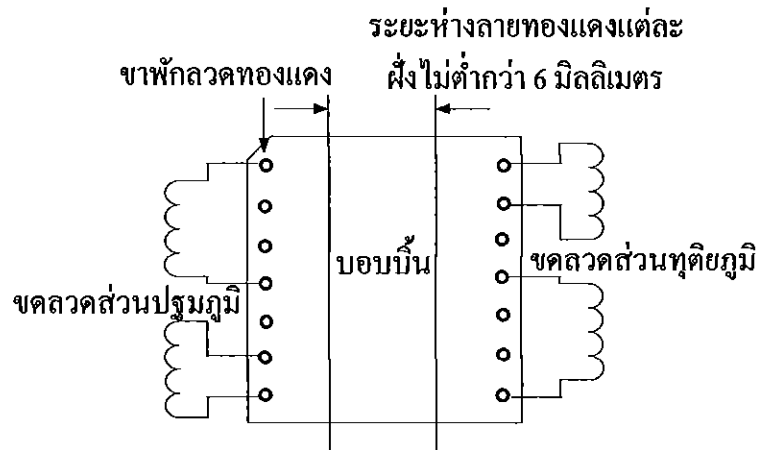 ระยะห่างลายทองแดงแต่ละ
ฝั่งไม่ต่ำกว่า 6 มิลลิเมตร
ขาพักลวดทองแดง
บอบบิ้น
ขดลวดส่วนทุติยภูมิ
ขดลวดส่วนปฐมภูมิ